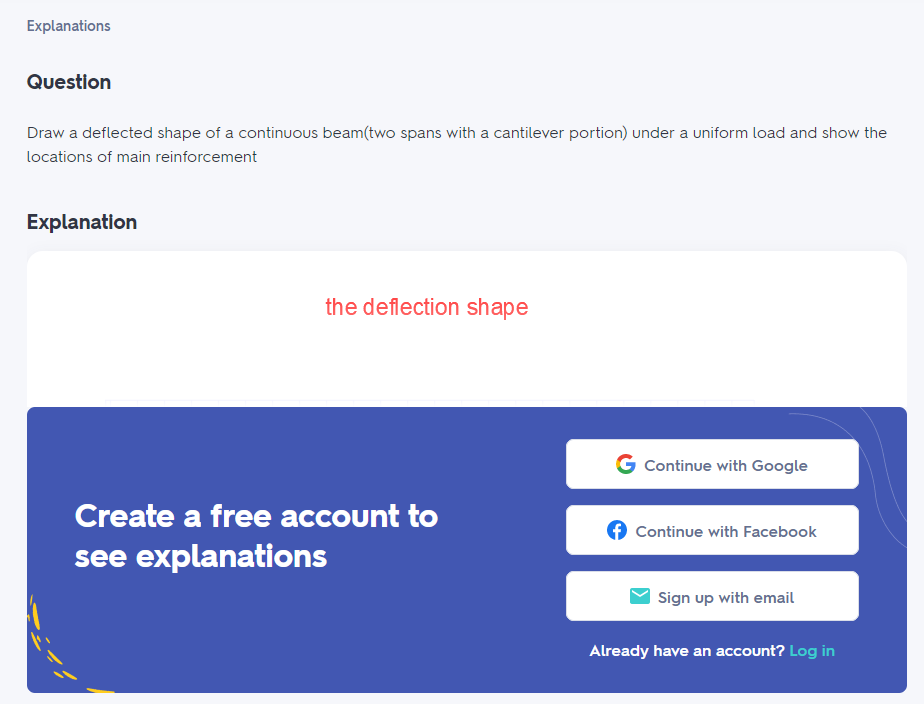 Explanations
Question
Draw a deflected shape of a continuous beam(two spans with a cantilever portion) under a uniform load and show the
locations of main reinforcement
Explanation
the deflection shape
Create a free account to
see explanations
Continue with Google
Continue with Facebook
Sign up with email
Already have an account? Log in